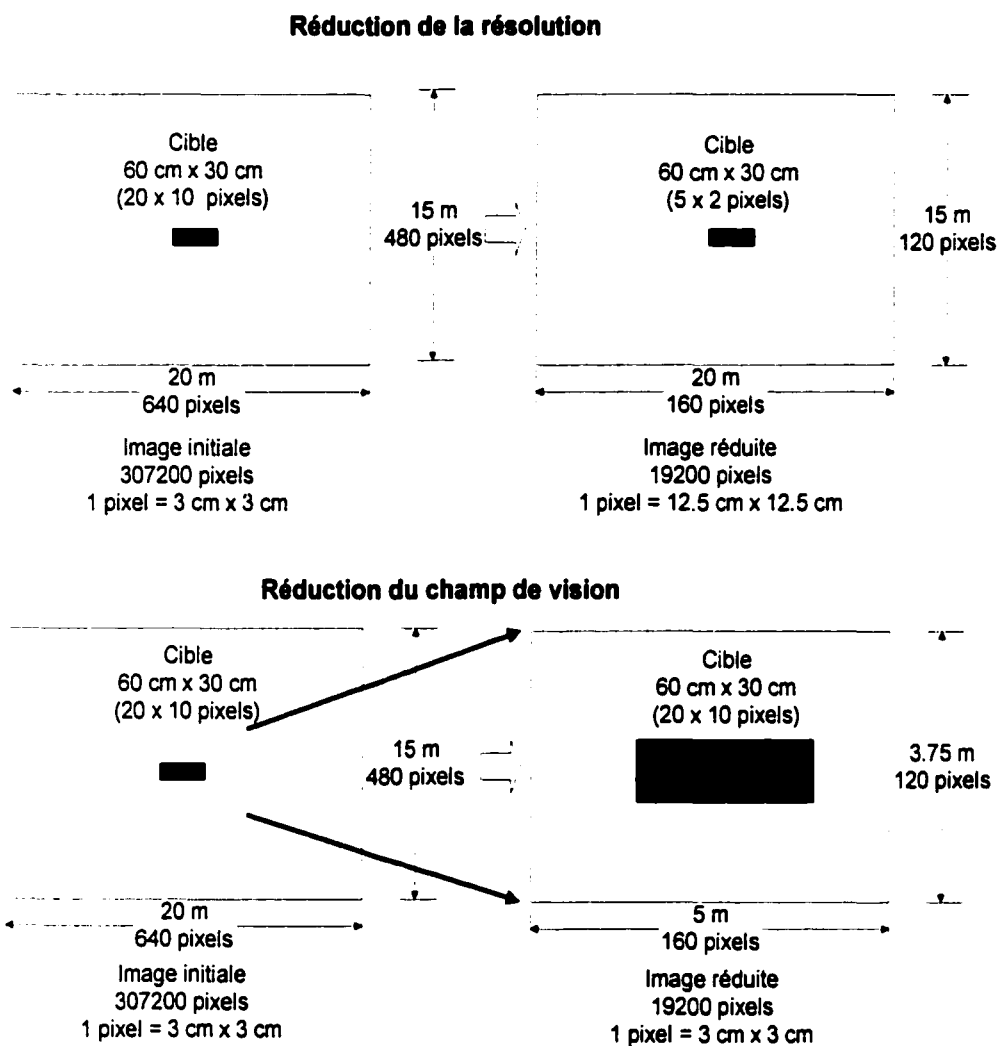 Réduction de la résolution
Cible
60 cm x 30 cm
(20 x 10 pixels)
15 m
480 pixels
20 m
640 pixels
Image initiale
307200 pixels
1 pixel = 3 cm x 3 cm
Cible
60 cm x 30 cm
(5 x 2 pixels)
15 m
120 pixels
20 m
160 pixels
Image réduite
19200 pixels
1 pixel = 12.5 cm x 12.5 cm
Réduction du champ de vision
Cible
60 cm x 30 cm
(20 x 10 pixels)
15 m
480 pixels
20 m
640 pixels
Image initiale
307200 pixels
1 pixel = 3 cm x 3 cm
Cible
60 cm x 30 cm
(20 x 10 pixels)
3.75 m
120 pixels
5 m
160 pixels
Image réduite
19200 pixels
1 pixel = 3 cm x 3 cm